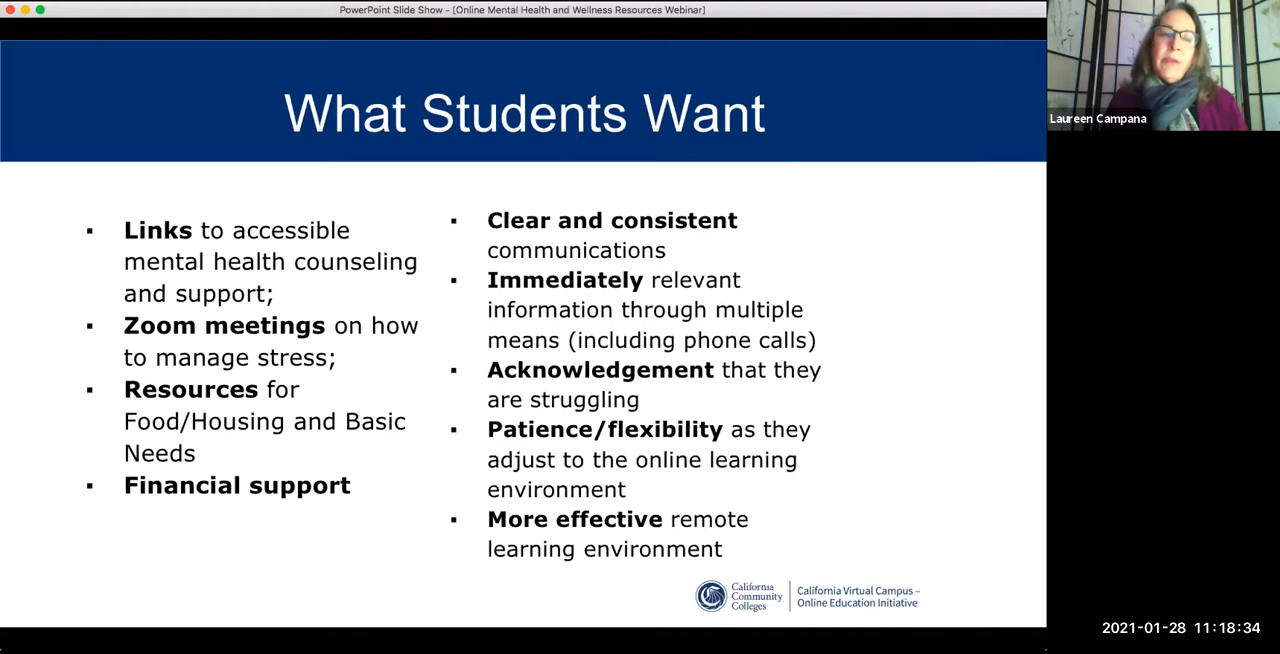 PowerPoint Slide Show - [Online Mental Health and Wellness Resources Webinar]
What Students Want
▪ Links to accessible
mental health counseling
and support;
▪ Zoom meetings on how
to manage stress;
▪ Resources for
Food/Housing and Basic
Needs
▪ Financial support
▪ Clear and consistent
communications
▪ Immediately relevant
information through multiple
means (including phone calls)
▪ Acknowledgement that they
are struggling
▪ Patience/flexibility as they
adjust to the online learning
environment
▪ More effective remote
learning environment
California
Community
Colleges
California Virtual Campus –
Online Education Initiative
Laureen Campana
2021-01-28 11:18:34